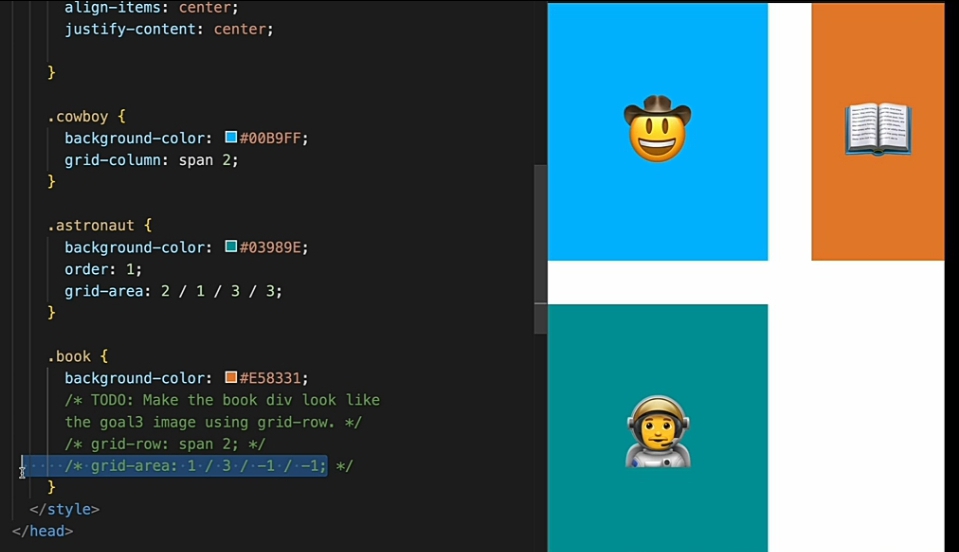 align-items: center;
justify-content: center;
}
.cowboy {
background-color: #00B9FF;
grid-column: span 2;
}
.astronaut {
background-color: #03989E;
order: 1;
grid-area: 2 / 1 / 3 / 3;
}
.book {
background-color: #E58331;
/* TODO: Make the book div look like
the goal3 image using grid-row. */
/* grid-row: span 2; */
/* grid-area: 1 / 3 / -1 / -1; */
}
</style>
</head>